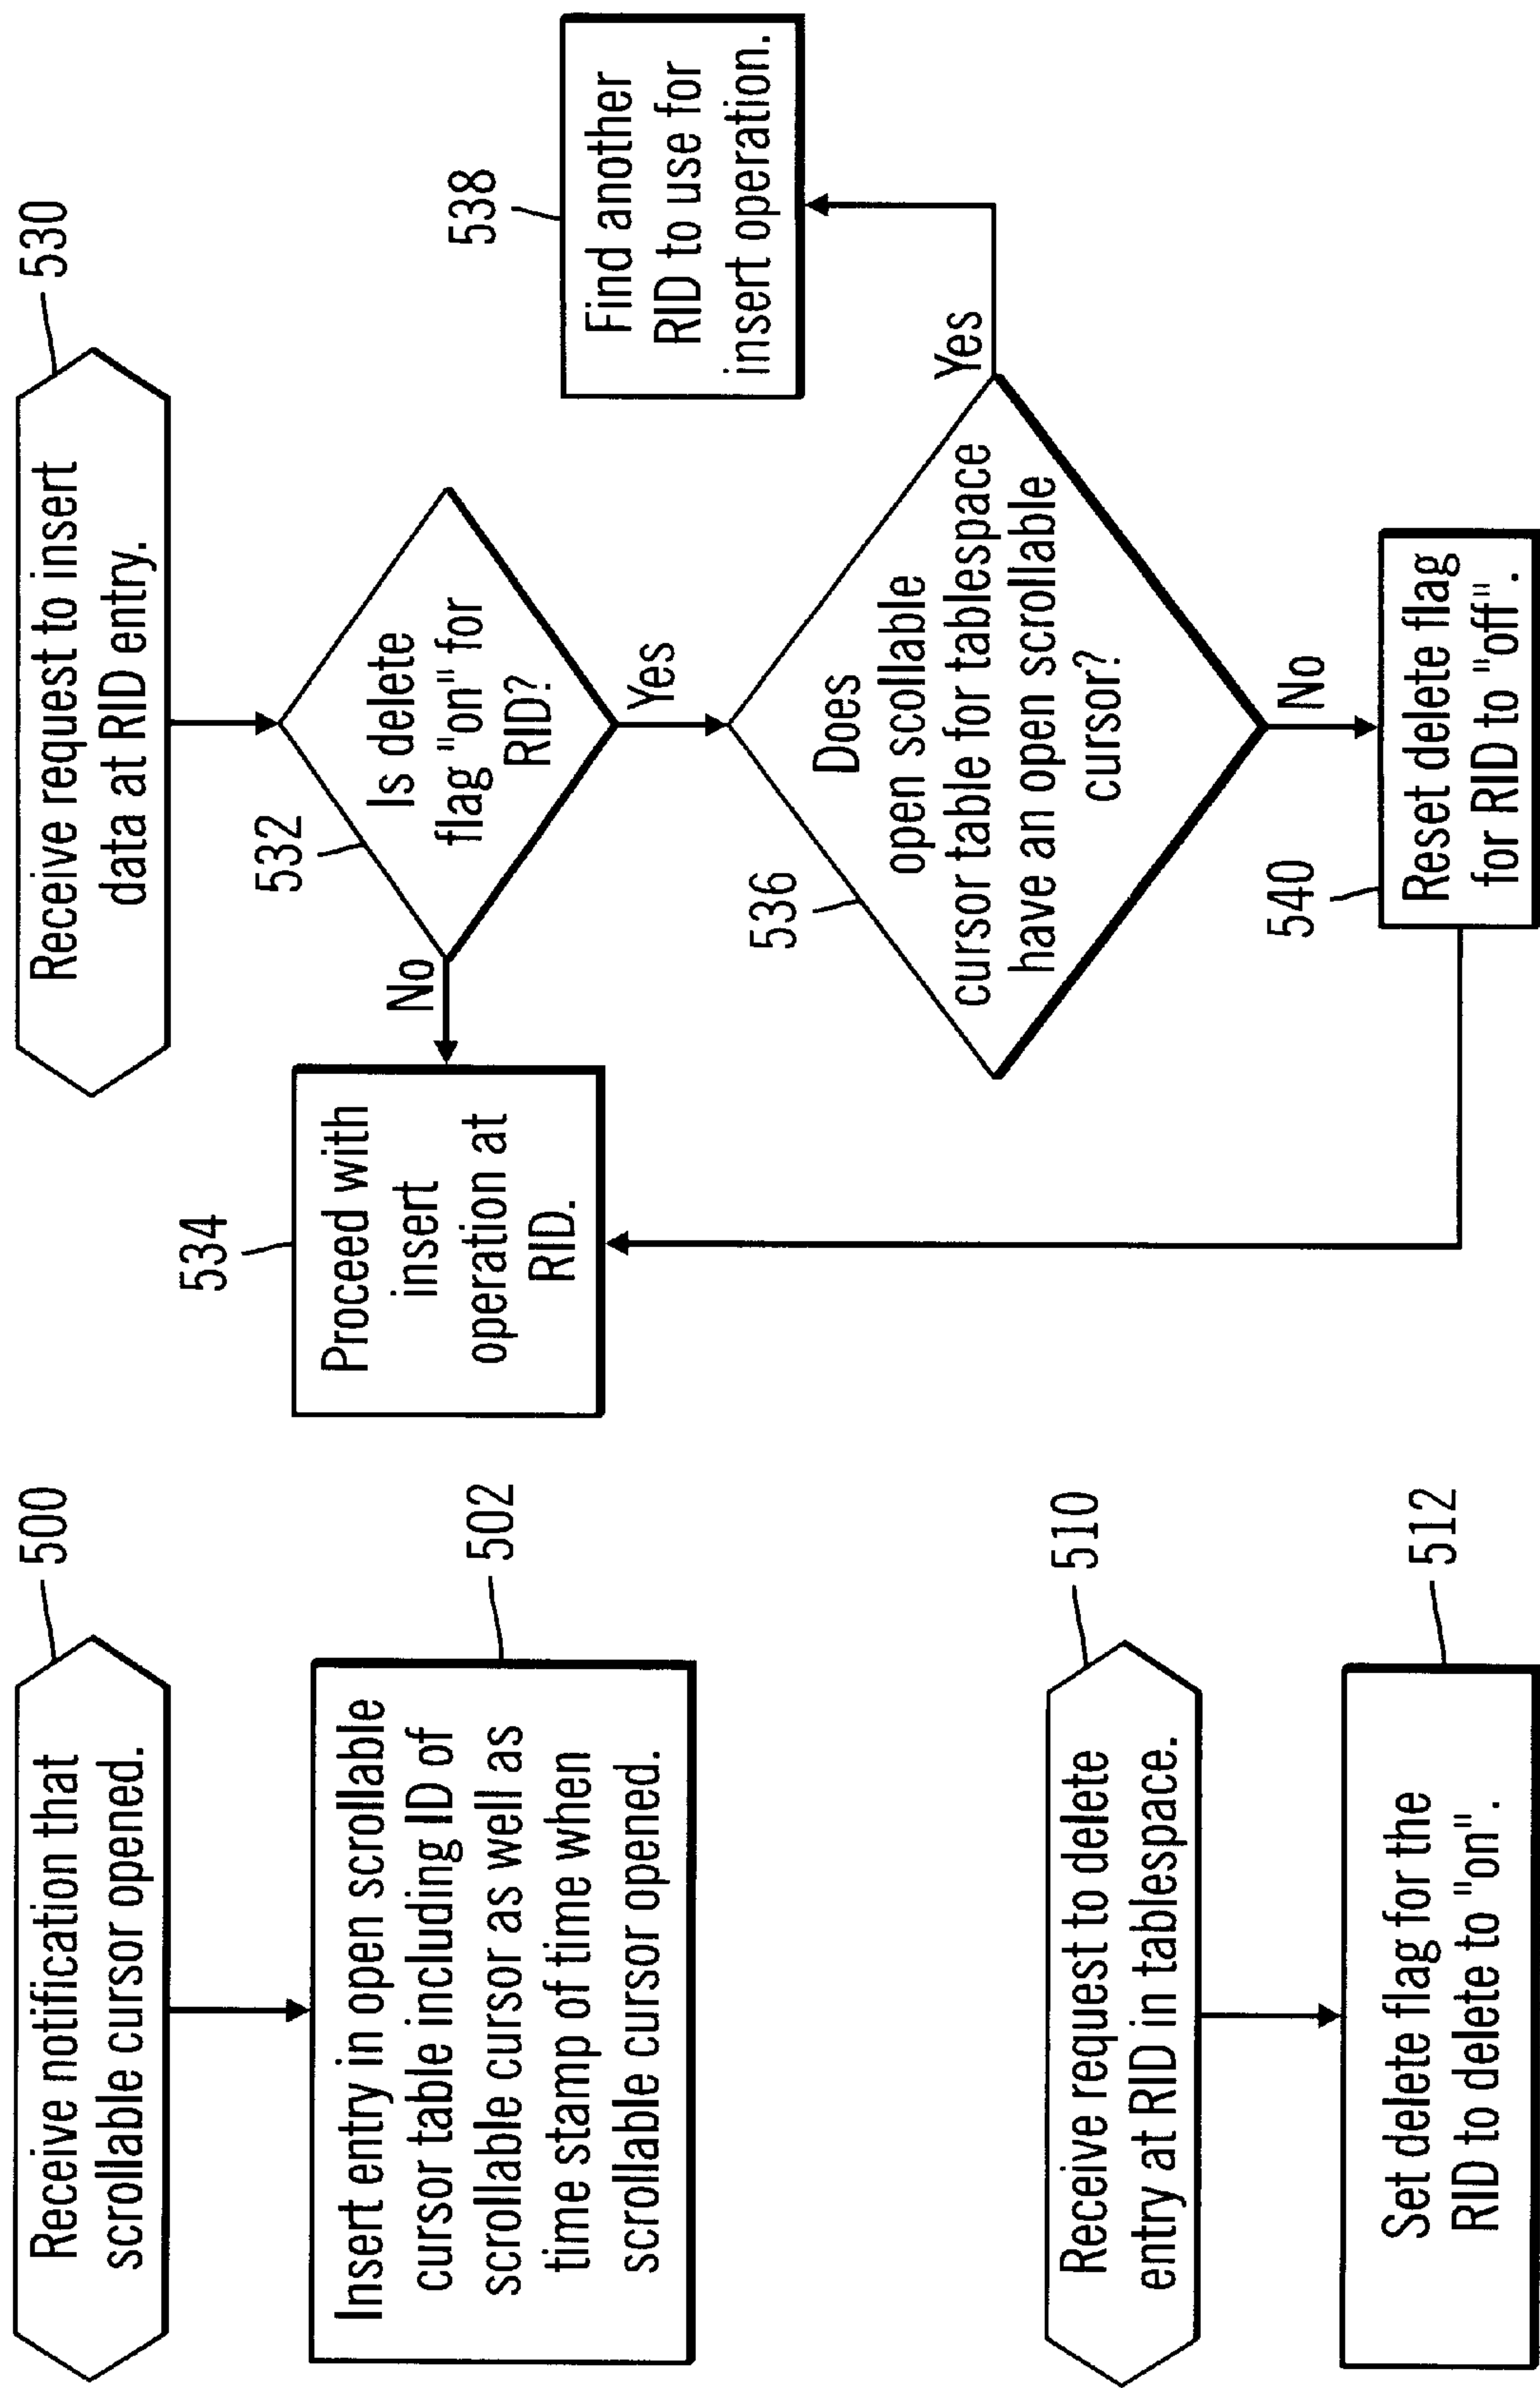 500
Receive notification that
scrollable cursor opened.
502
Insert entry in open scrollable
cursor table including ID of
scrollable cursor as well as
time stamp of time when
scrollable cursor opened.
510
Receive request to delete
entry at RID in tablespace.
512
Set delete flag for the
RID to delete to "on".
530
Receive request to insert
data at RID entry.
532
Is delete
flag "on" for
RID?
No
Yes
534
Proceed with
insert
operation at
RID.
536
Does
open scollable
cursor table for tablespace
have an open scrollable
cursor?
Yes
No
538
Find another
RID to use for
insert operation.
540
Reset delete flag
for RID to "off".